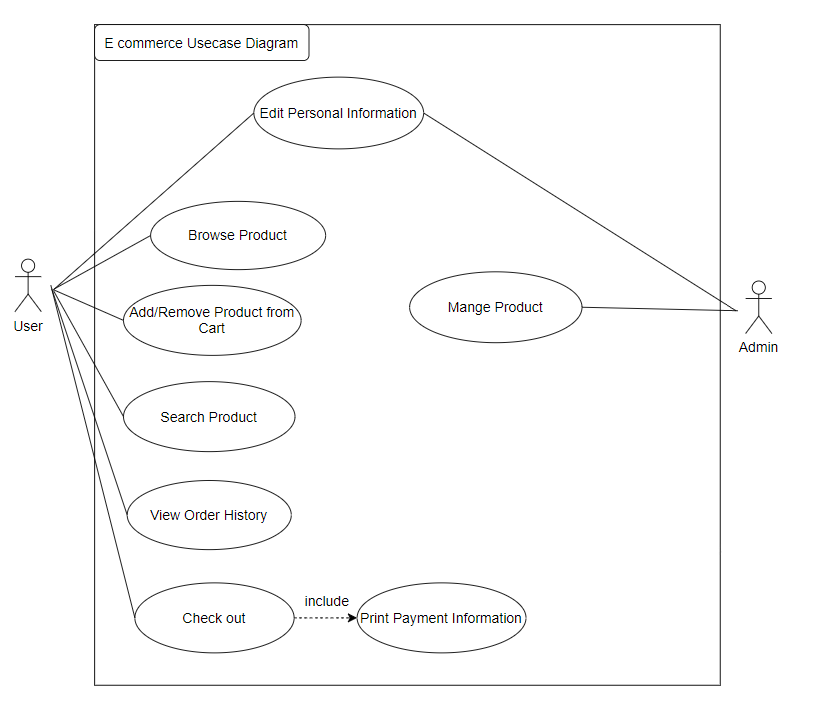 E commerce Usecase Diagram
Edit Personal Information
Browse Product
Add/Remove Product from
Cart
Mange Product
User
Admin
Search Product
View Order History
include
Check out
Print Payment Information